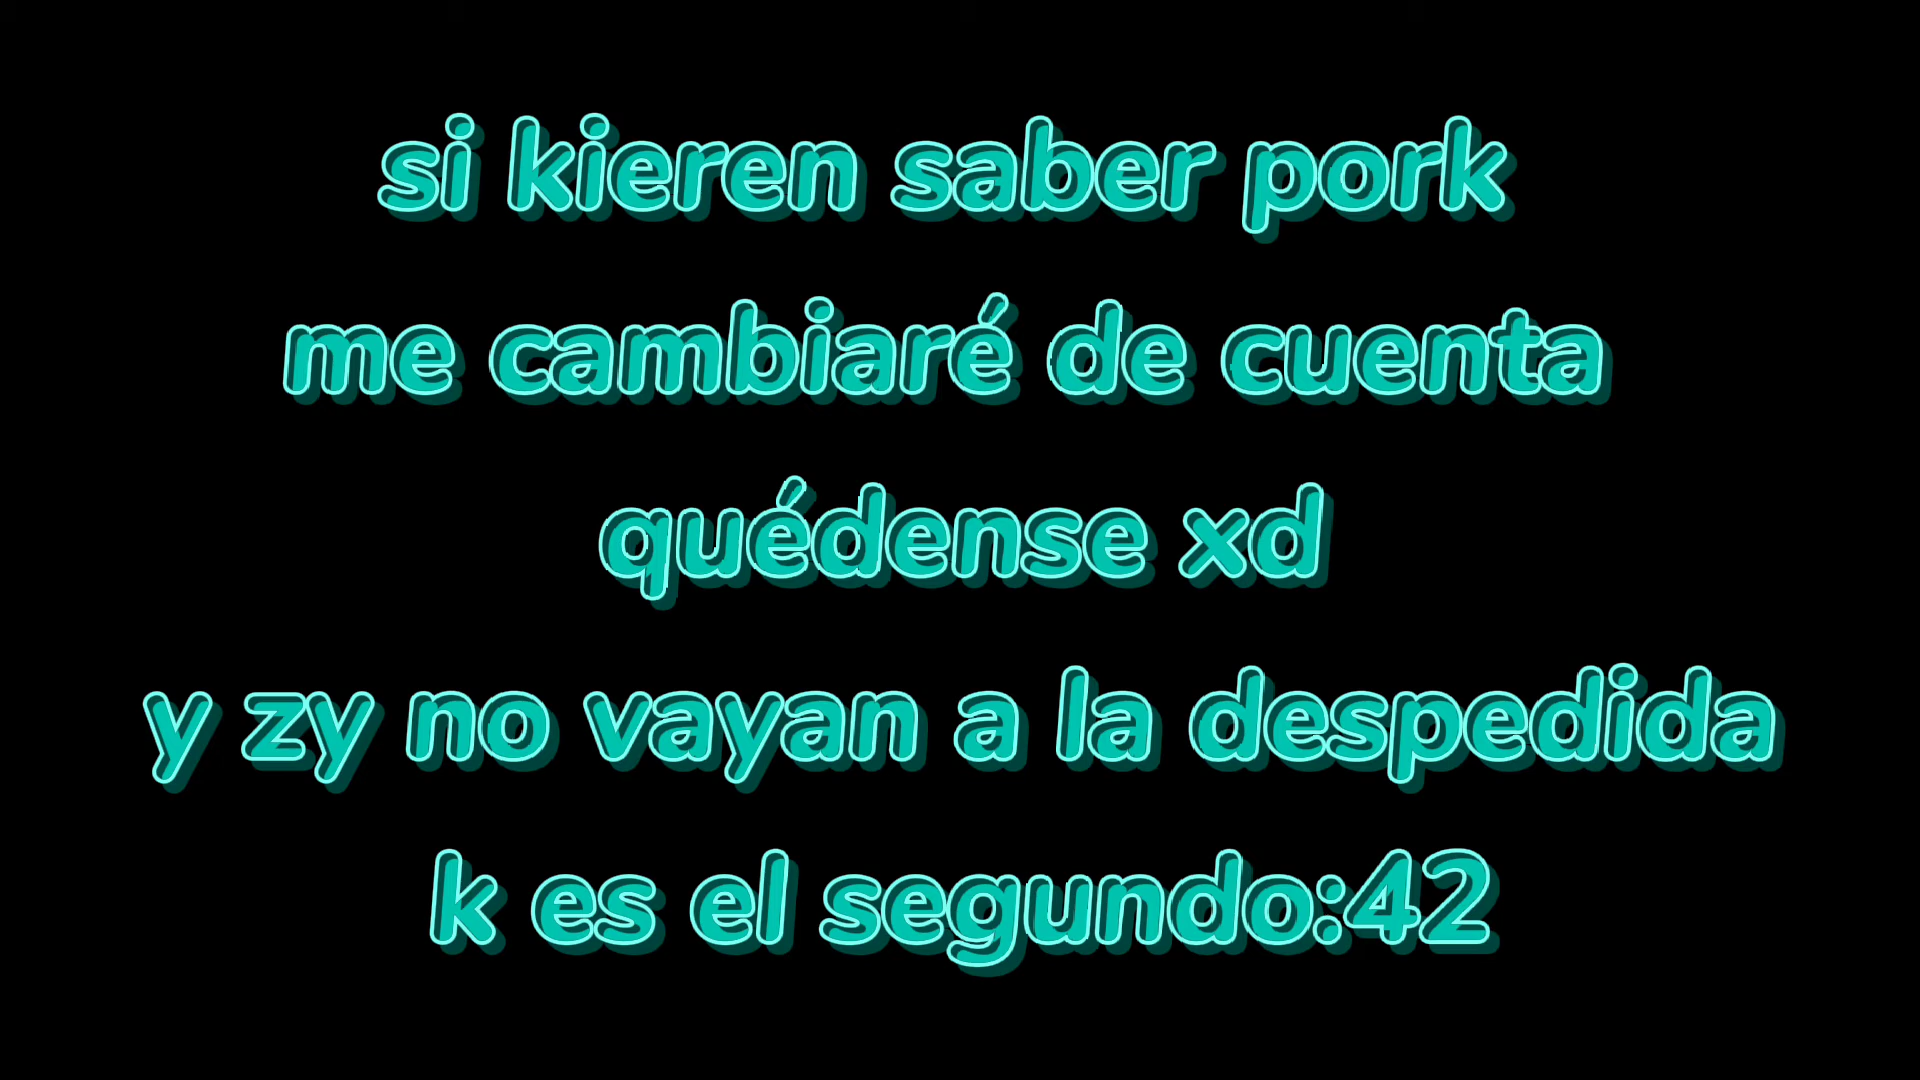 si kieren saber pork
me cambiaré de cuenta
quédense xd
y zy no vayan a la despedida
k es el segundo:42